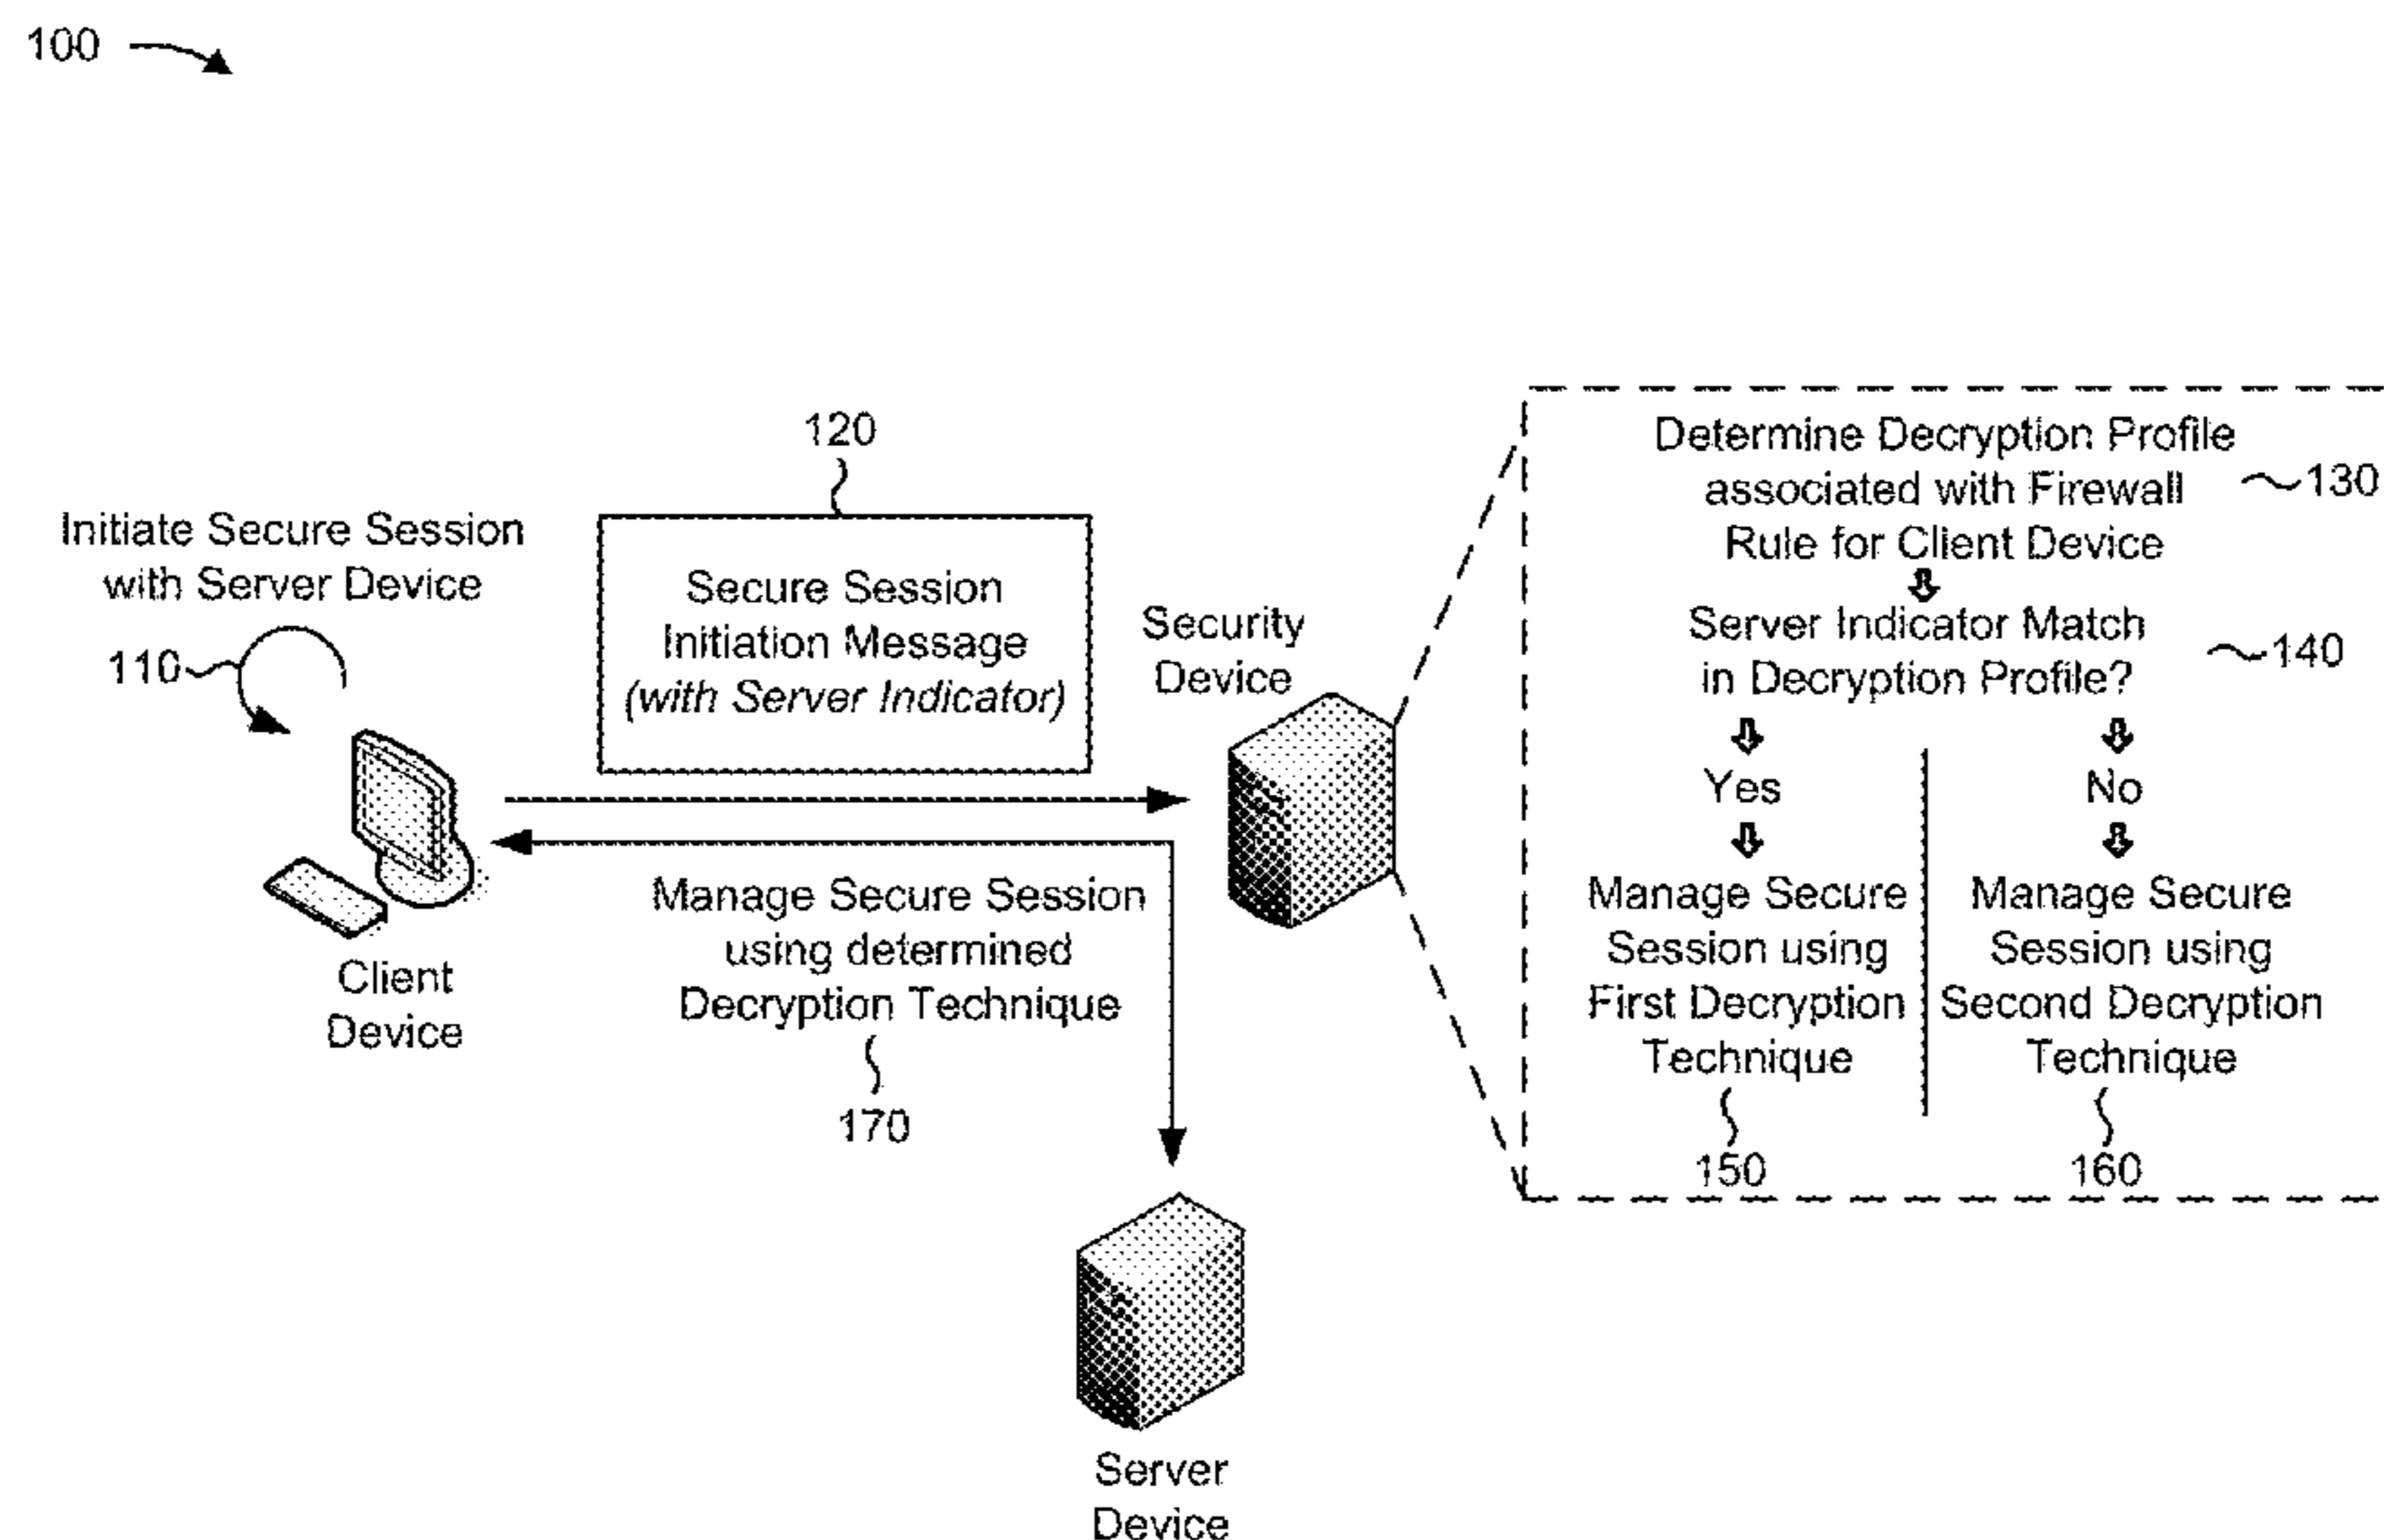 100
120
Initiate Secure Session
with Server Device
110
Secure Session
Initiation Message
(with Server Indicator)
Security
Device
Client
Device
Manage Secure Session
using determined
Decryption Technique
170
Server
Device
Determine Decryption Profile
associated with Firewall
Rule for Client Device
130
Server Indicator Match
in Decryption Profile?
140
Yes
Manage Secure
Session using
First Decryption
Technique
150
No
Manage Secure
Session using
Second Decryption
Technique
160